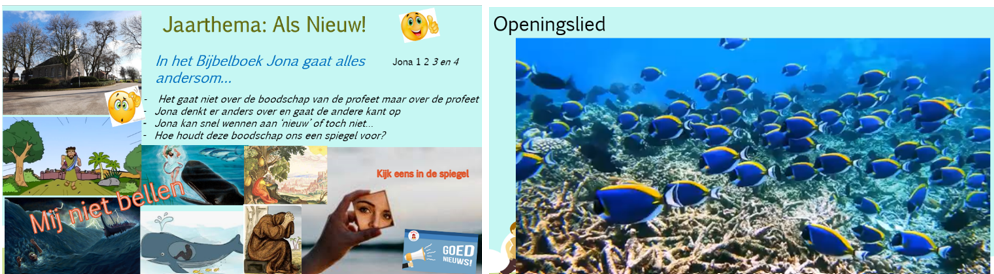 Jaarthema: Als Nieuw!
In het Bijbelboek Jona gaat alles
andersom...
Jona 1 2 3 en 4
- Het gaat niet over de boodschap van de profeet maar over de profeet
- Jona denkt er anders over en gaat de andere kant op
- Jona kan snel wennen aan 'nieuw' of toch niet...
- Hoe houdt deze boodschap ons een spiegel voor?
Mij niet bellen
Kijk eens in de spiegel
GOED
NIEUWS!
Openingslied